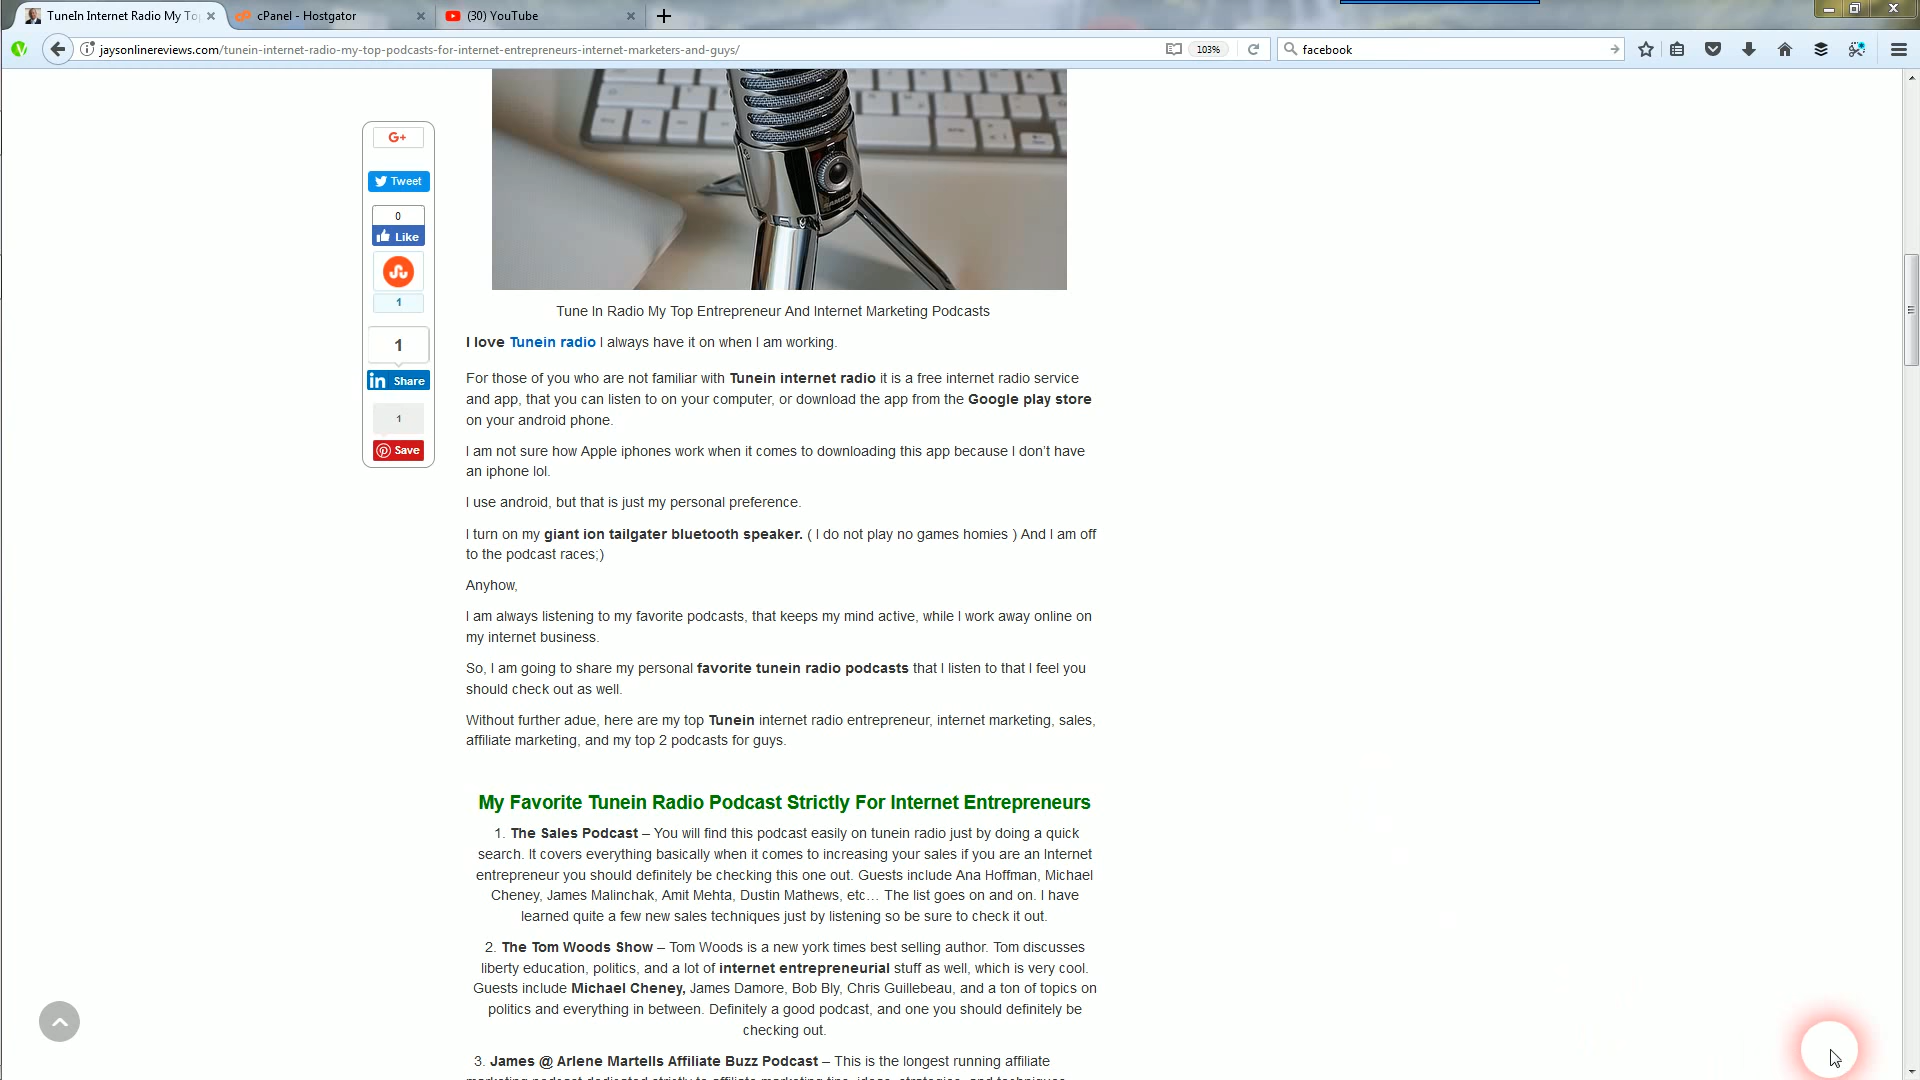 TuneIn Internet Radio My To
cPanel - Hostgator
(30) YouTube
jaysonlinereviews.com/tunein-internet-radio-my-top-podcasts-for-internet-entrepreneurs-internet-marketers-and-guys/
103%
facebook
SAMSON
G+
Tweet
0
Like
1
1
in Share
1
Save
Tune In Radio My Top Entrepreneur And Internet Marketing Podcasts
I love Tunein radio I always have it on when I am working.
For those of you who are not familiar with Tunein internet radio it is a free internet radio service
and app, that you can listen to on your computer, or download the app from the Google play store
on your android phone.
I am not sure how Apple iphones work when it comes to downloading this app because I don’t have
an iphone lol.
I use android, but that is just my personal preference.
I turn on my giant ion tailgater bluetooth speaker. ( I do not play no games homies ) And I am off
to the podcast races;)
Anyhow,
I am always listening to my favorite podcasts, that keeps my mind active, while I work away online on
my internet business.
So, I am going to share my personal favorite tunein radio podcasts that I listen to that I feel you
should check out as well.
Without further adue, here are my top Tunein internet radio entrepreneur, internet marketing, sales,
affiliate marketing, and my top 2 podcasts for guys.
My Favorite Tunein Radio Podcast Strictly For Internet Entrepreneurs
1. The Sales Podcast – You will find this podcast easily on tunein radio just by doing a quick
search. It covers everything basically when it comes to increasing your sales if you are an Internet
entrepreneur you should definitely be checking this one out. Guests include Ana Hoffman, Michael
Cheney, James Malinchak, Amit Mehta, Dustin Mathews, etc… The list goes on and on. I have
learned quite a few new sales techniques just by listening so be sure to check it out.
2. The Tom Woods Show – Tom Woods is a new york times best selling author. Tom discusses
liberty education, politics, and a lot of internet entrepreneurial stuff as well, which is very cool.
Guests include Michael Cheney, James Damore, Bob Bly, Chris Guillebeau, and a ton of topics on
politics and everything in between. Definitely a good podcast, and one you should definitely be
checking out.
3. James @ Arlene Martells Affiliate Buzz Podcast – This is the longest running affiliate
marketing podcast dedicated strictly to affiliate marketing tips, ideas, strategies, and techniques